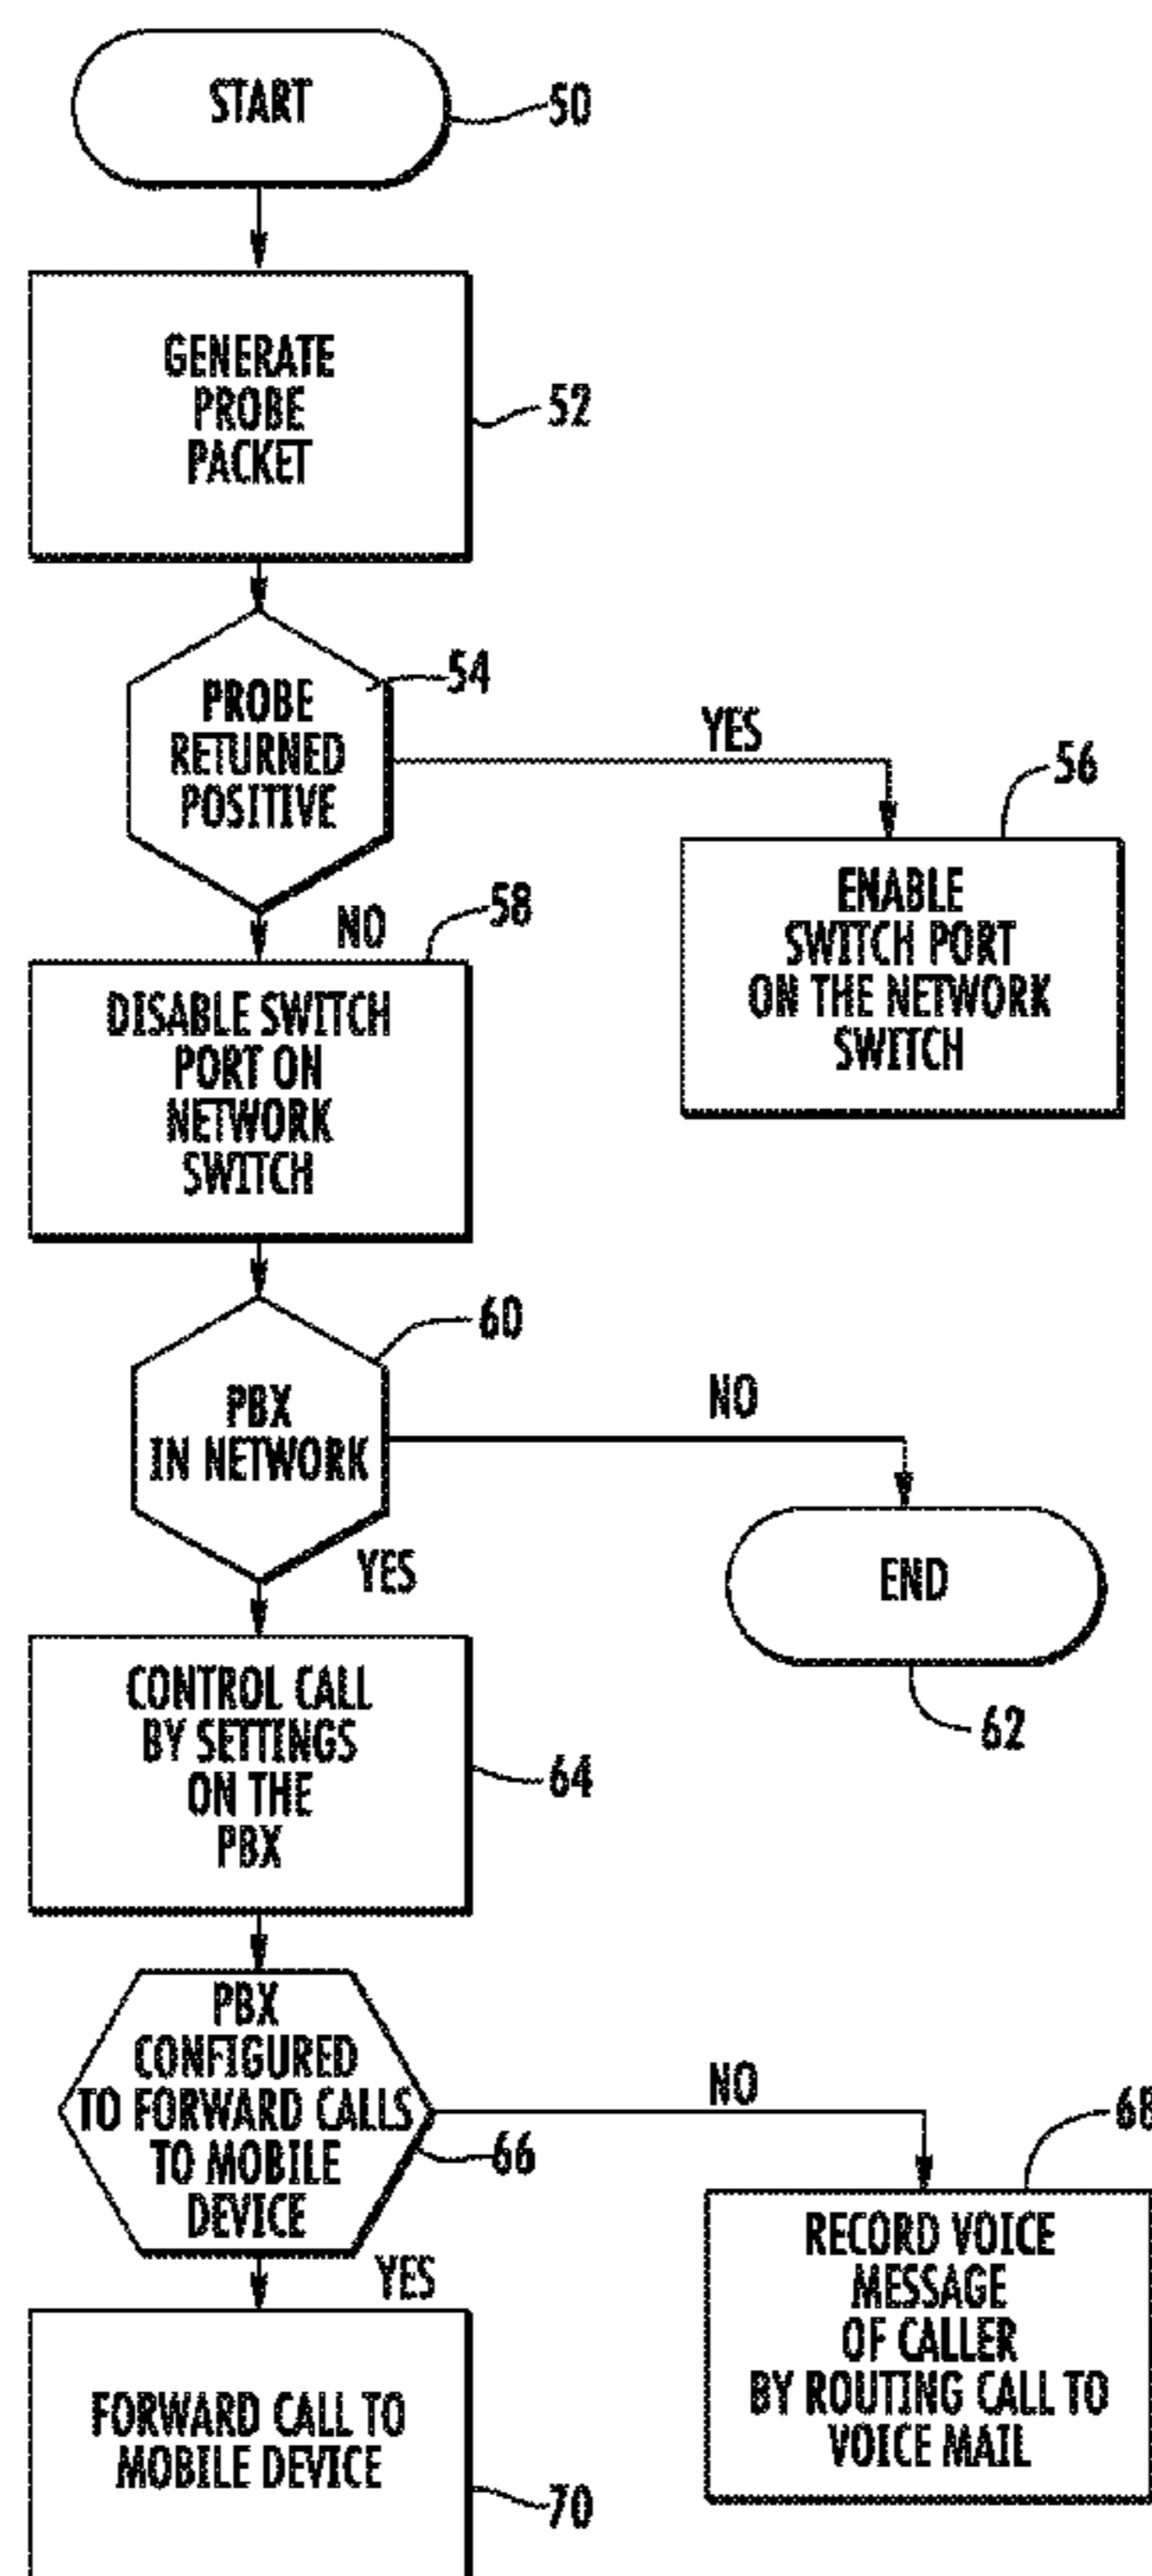 START
50
GENERATE
PROBE
PACKET
52
PROBE
RETURNED
POSITIVE
54
YES
56
ENABLE
SWITCH PORT
ON THE NETWORK
SWITCH
NO
58
DISABLE SWITCH
PORT ON
NETWORK
SWITCH
60
PBX
IN NETWORK
NO
END
62
YES
CONTROL CALL
BY SETTINGS
ON THE
PBX
64
PBX
CONFIGURED
TO FORWARD CALLS
TO MOBILE
DEVICE
66
NO
68
RECORD VOICE
MESSAGE
OF CALLER
BY ROUTING CALL TO
VOICE MAIL
YES
FORWARD CALL TO
MOBILE DEVICE
70